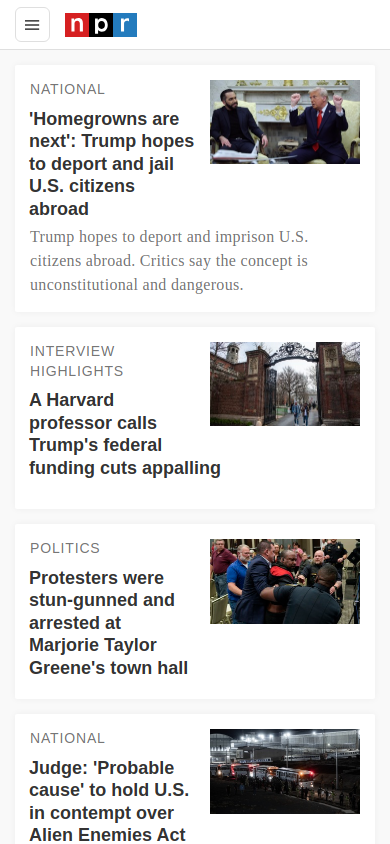 npr
NATIONAL
'Homegrowns are
next': Trump hopes
to deport and jail
U.S. citizens
abroad
Trump hopes to deport and imprison U.S.
citizens abroad. Critics say the concept is
unconstitutional and dangerous.
INTERVIEW
HIGHLIGHTS
A Harvard
professor calls
Trump's federal
funding cuts appalling
POLITICS
Protesters were
stun-gunned and
arrested at
Marjorie Taylor
Greene's town hall
NATIONAL
Judge: 'Probable
cause' to hold U.S.
in contempt over
Alien Enemies Act